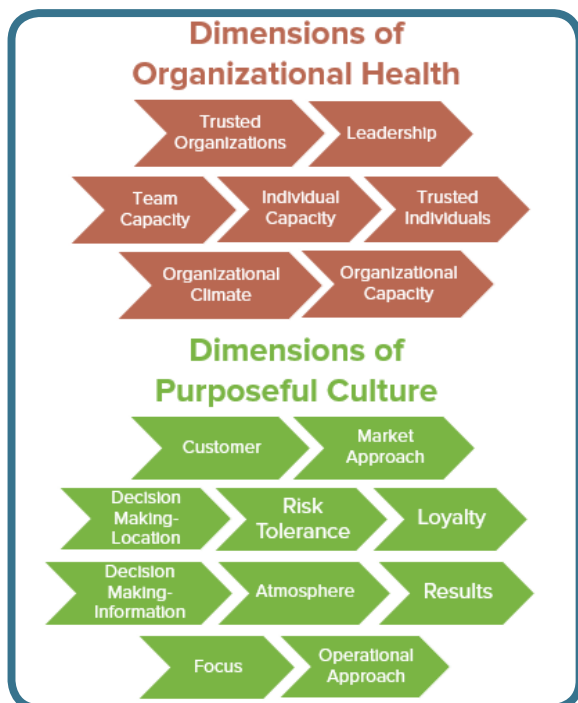 Dimensions of
Organizational Health
Trusted
Organizations
Leadership
Team
Capacity
Individual
Capacity
Trusted
Individuals
Organizational
Climate
Organizational
Capacity
Dimensions of
Purposeful Culture
Customer
Market
Approach
Decision
Making-
Location
Risk
Tolerance
Loyalty
Decision
Making-
Information
Atmosphere
Results
Focus
Operational
Approach